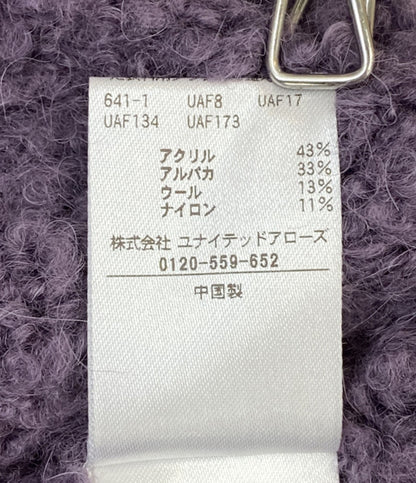 641-1 UAF8 UAF17
UAF134 UAF173
アクリル 43%
アルパカ 33%
ウール 13%
ナイロン 11%
株式会社 ユナイテッドアローズ
0120-559-652
中国製